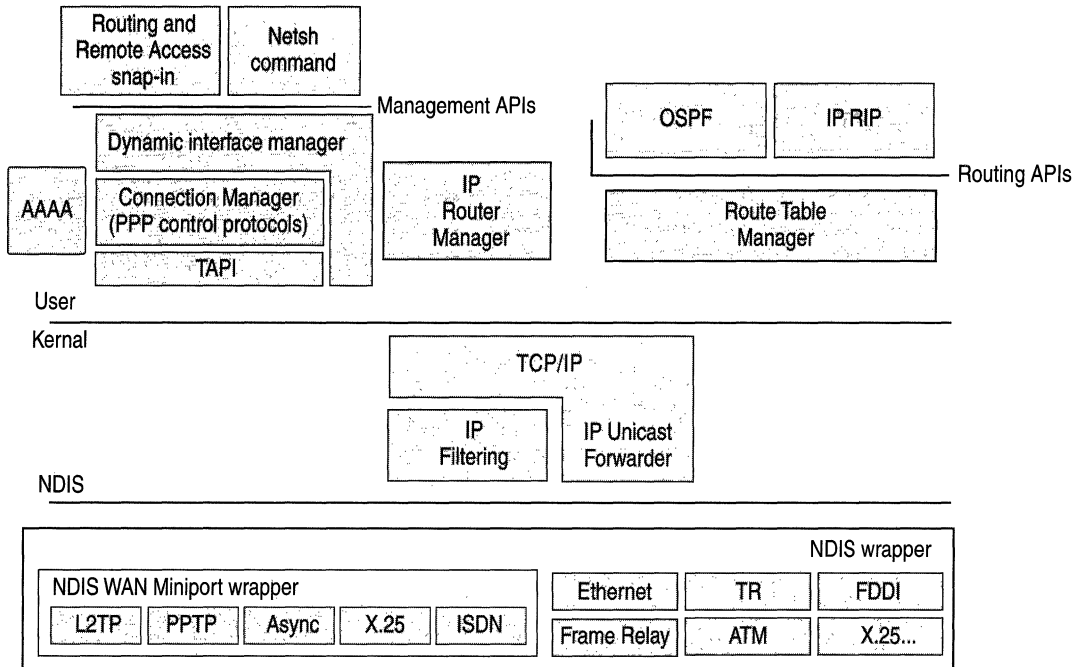 Routing and
Remote Access
snap-in
Netsh
command
Management APIs
OSPF
IP RIP
Routing APIs
Dynamic interface manager
AAAA
Connection Manager
(PPP control protocols)
TAPI
IP
Router
Manager
Route Table
Manager
User
Kernal
TCP/IP
IP
Filtering
IP Unicast
Forwarder
NDIS
NDIS wrapper
NDIS WAN Miniport wrapper
L2TP
PPTP
Async
X.25
ISDN
Ethernet
TR
FDDI
Frame Relay
ATM
X.25...